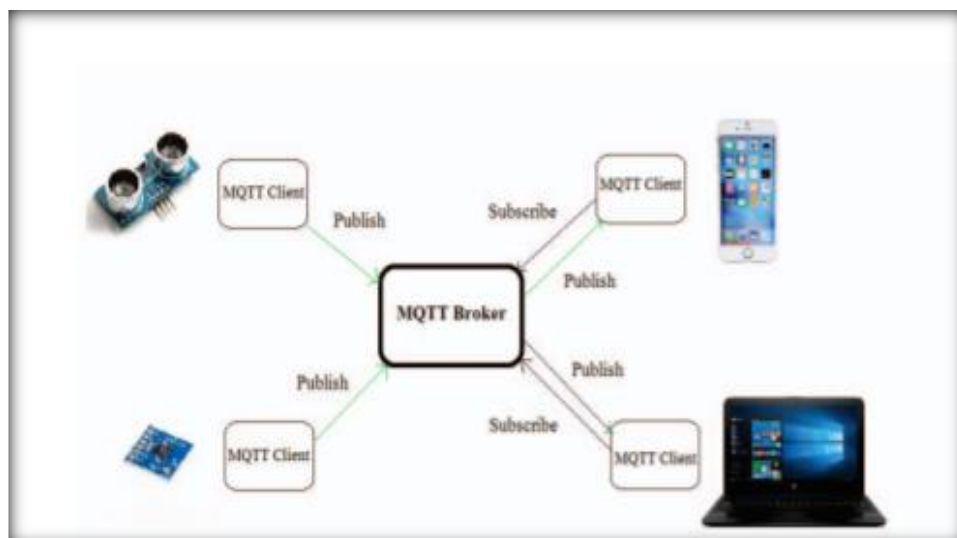 MQTT Client
MQTT Client
Publish
Subscribe
Publish
MQTT Broker
Publish
Publish
Subscribe
MQTT Client
MQTT Client